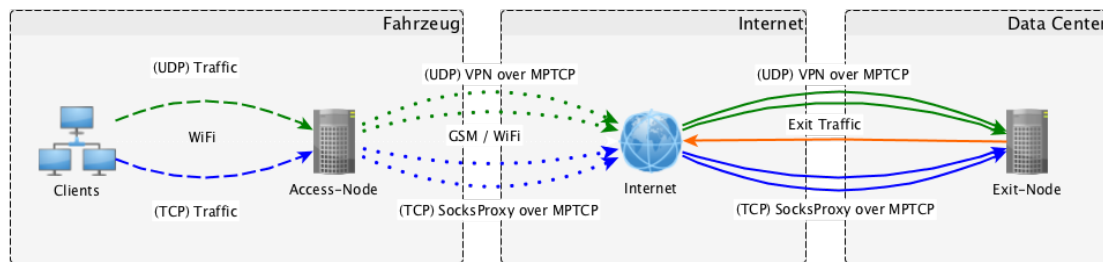 Fahrzeug
Internet
Data Center
(UDP) Traffic
(UDP) VPN over MPTCP
(UDP) VPN over MPTCP
WiFi
GSM / WiFi
Exit Traffic
Clients
Access-Node
Internet
Exit-Node
(TCP) Traffic
(TCP) SocksProxy over MPTCP
(TCP) SocksProxy over MPTCP